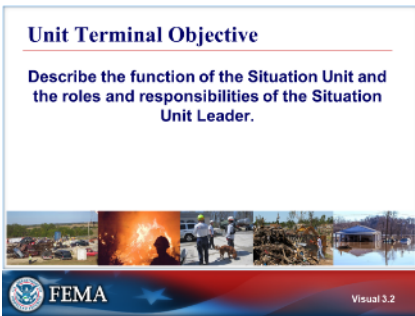 Unit Terminal Objective
Describe the function of the Situation Unit and
the roles and responsibilities of the Situation
Unit Leader.
FEMA
Visual 3.2